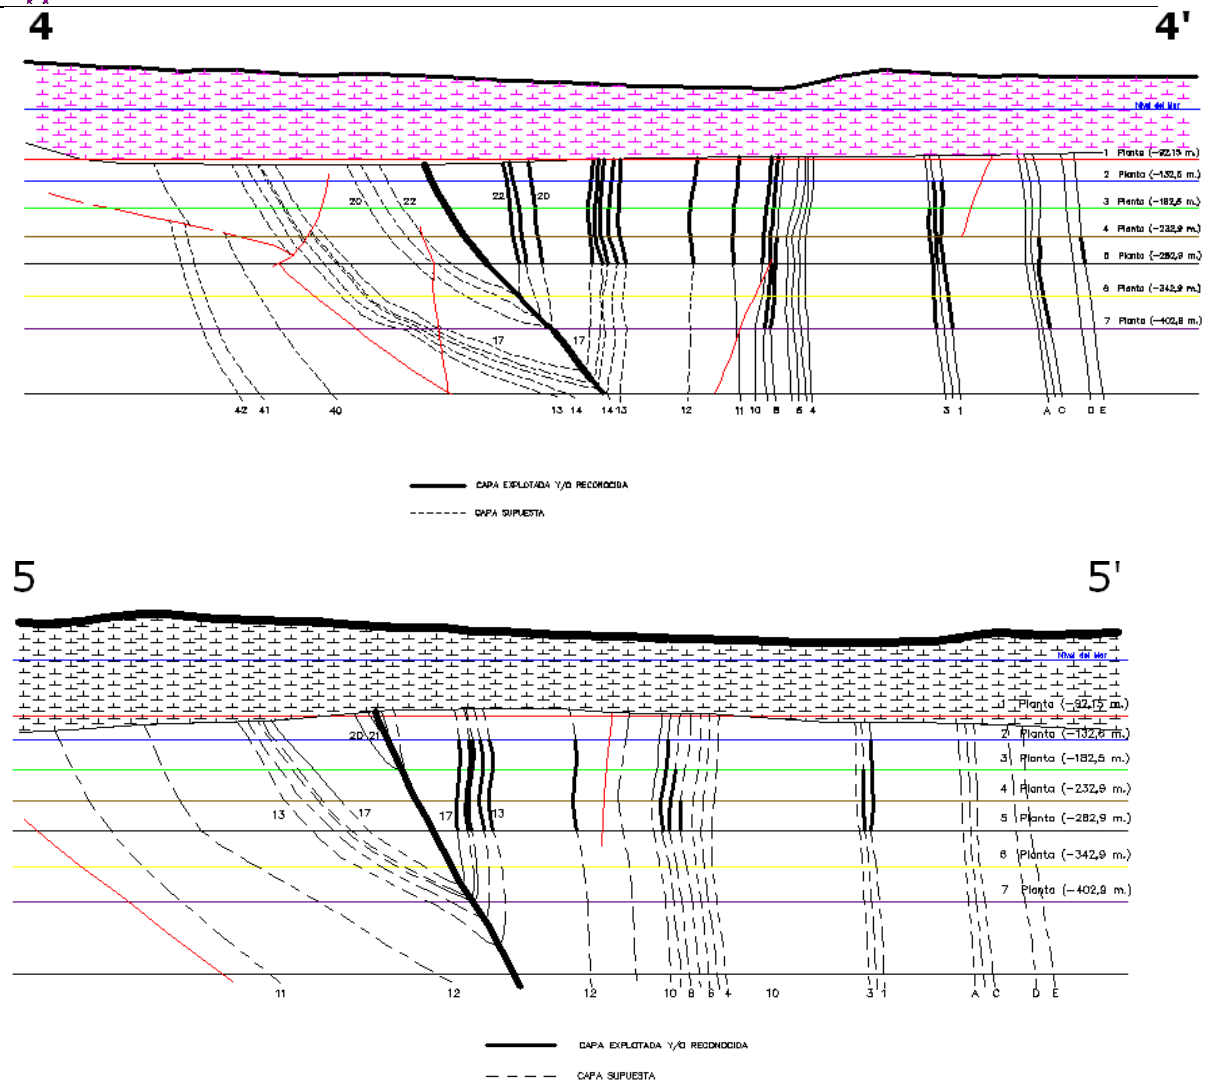 4 4'
Nivel del Mar
1 Planta (-92,15 m.)
2 Planta (-132,6 m.)
3 Planta (-182,5 m.)
20 22 22 20
4 Planta (-232,9 m.)
5 Planta (-282,9 m.)
6 Planta (-342,9 m.)
7 Planta (-402,8 m.)
17 17
42 41 40 13 14 14 13 12 11 10 8 6 4 3 1 A C D E
CAPA EXPLOTADA Y/O RECONOCIDA
CAPA SUPUESTA
5 5'
Nivel del Mar
1 Planta (-92,15 m.)
20 21 2 Planta (-132,6 m.)
3 Planta (-182,5 m.)
4 Planta (-232,9 m.)
13 17 17 13 5 Planta (-282,9 m.)
6 Planta (-342,9 m.)
7 Planta (-402,9 m.)
11 12 12 10 8 6 4 10 3 1 A C D E
CAPA EXPLOTADA Y/O RECONOCIDA
CAPA SUPUESTA